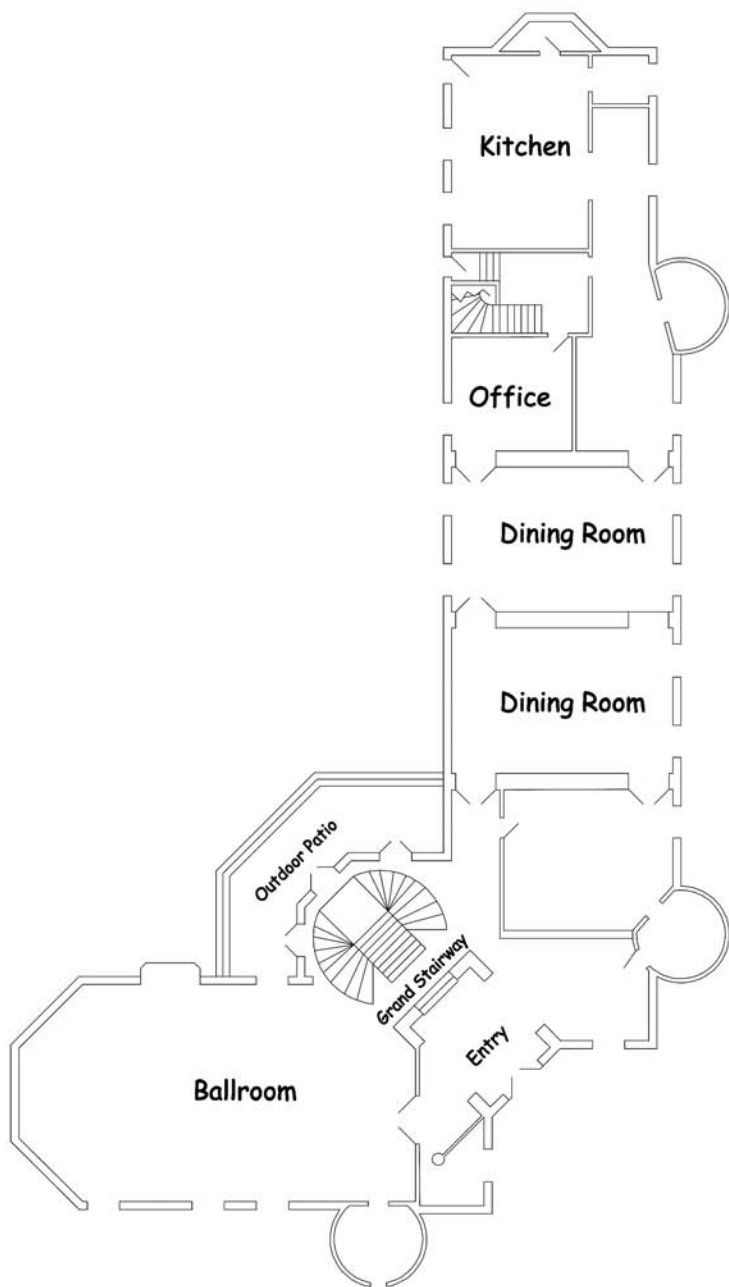 Kitchen
Office
Dining Room
Dining Room
Outdoor Patio
Grand Stairway
Entry
Ballroom